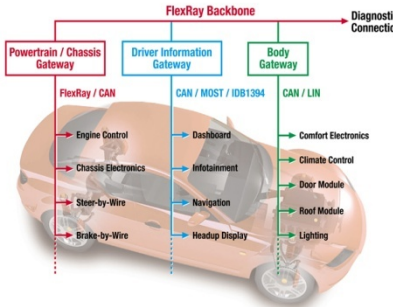 FlexRay Backbone
Diagnosti
Connectio
Powertrain / Chassis
Gateway
Driver Information
Gateway
Body
Gateway
FlexRay / CAN
CAN / MOST / IDB1394
CAN / LIN
Engine Control
Chassis Electronics
Steer-by-Wire
Brake-by-Wire
Dashboard
Infotainment
Navigation
Headup Display
Comfort Electronics
Climate Control
Door Module
Roof Module
Lighting